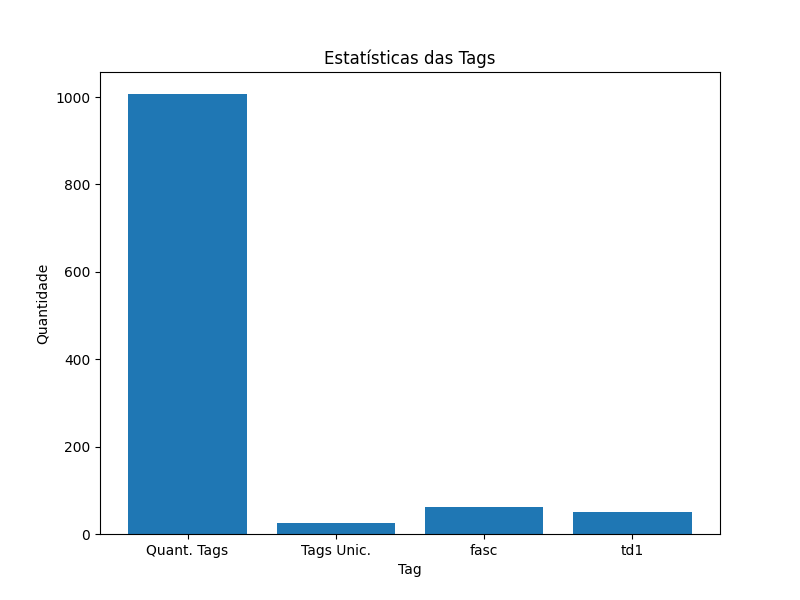 Estatísticas das Tags
1000
800
600
400
200
0
Quantidade
Quant. Tags
Tags Unic.
fasc
td1
Tag